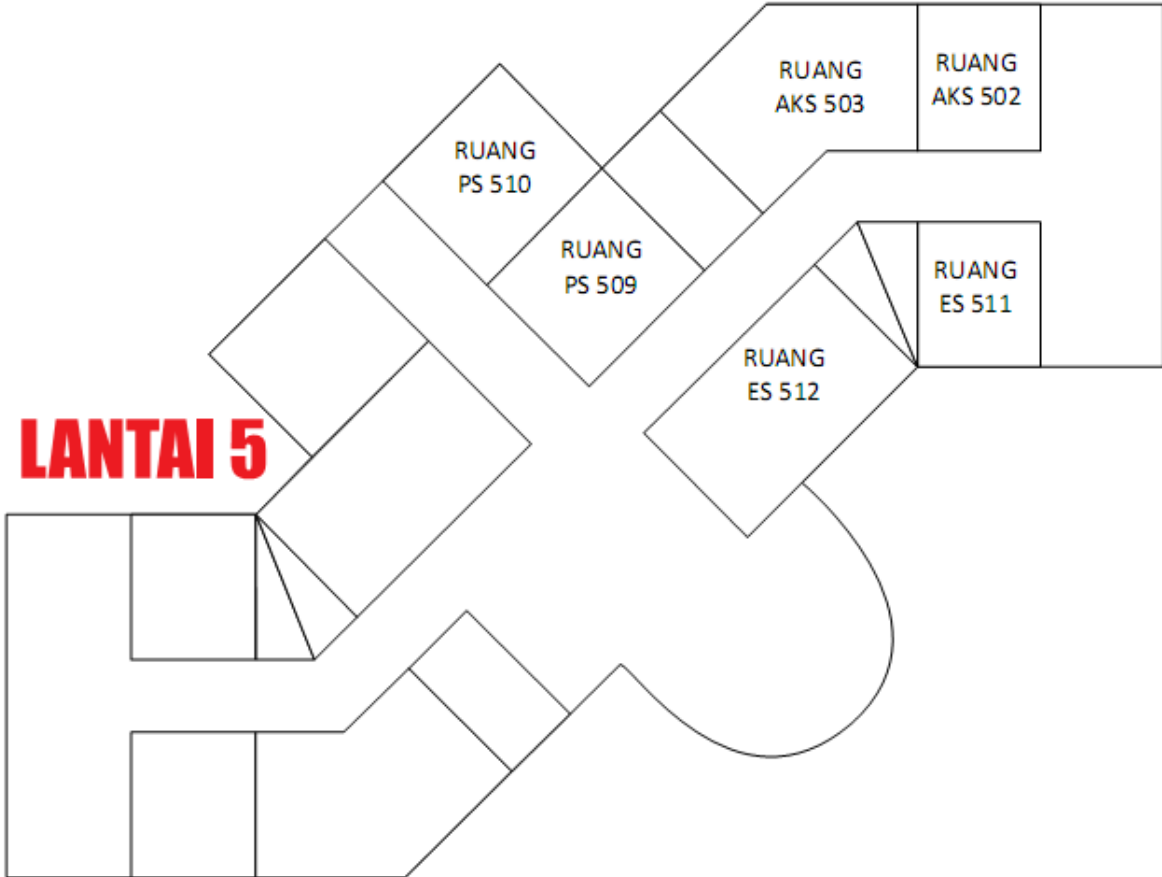 RUANG
AKS 503
RUANG
AKS 502
RUANG
PS 510
RUANG
PS 509
RUANG
ES 511
RUANG
ES 512
LANTAI 5